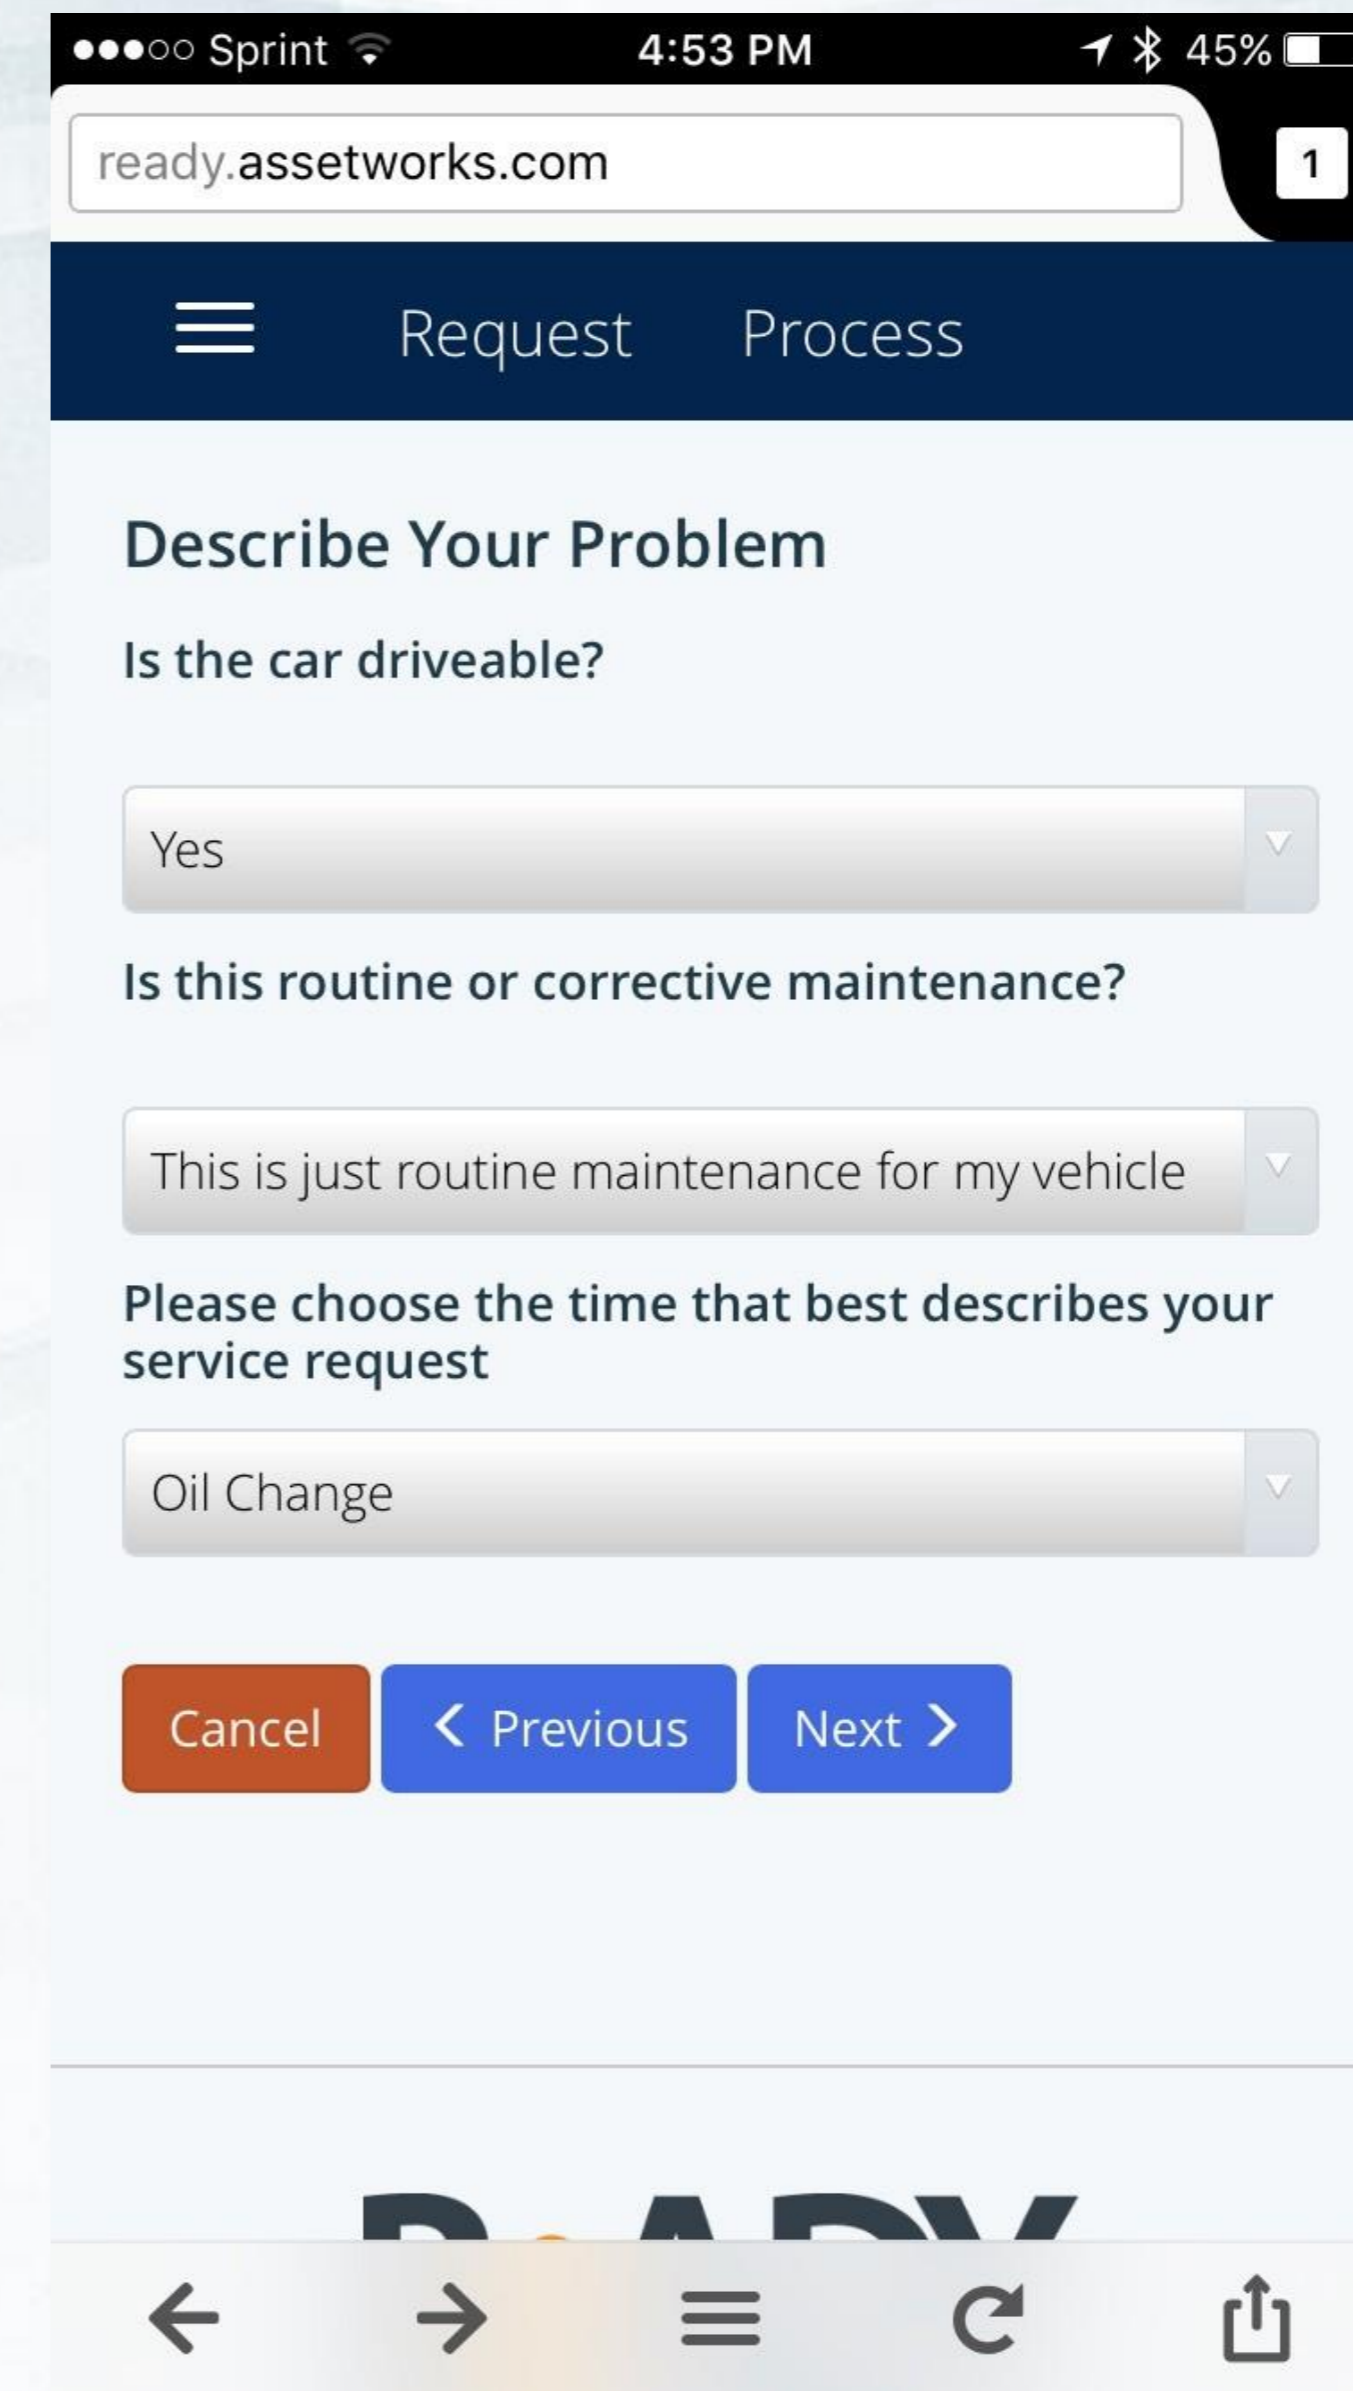 Sprint 4:53 PM 45%
ready.assetworks.com 1
Request Process
Describe Your Problem
Is the car driveable?
Yes
Is this routine or corrective maintenance?
This is just routine maintenance for my vehicle
Please choose the time that best describes your
service request
Oil Change
Cancel < Previous Next >